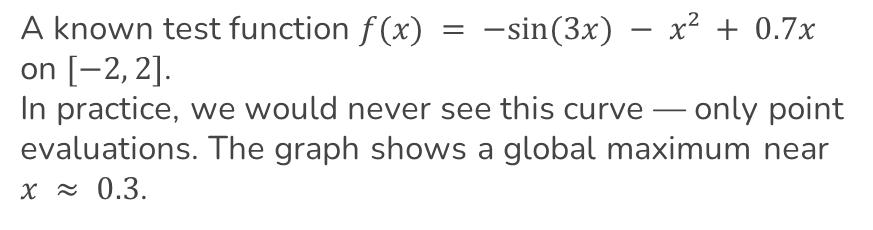 A known test function f(x) = −sin(3x) − x² + 0.7x
on [−2, 2].
In practice, we would never see this curve — only point
evaluations. The graph shows a global maximum near
x ≈ 0.3.